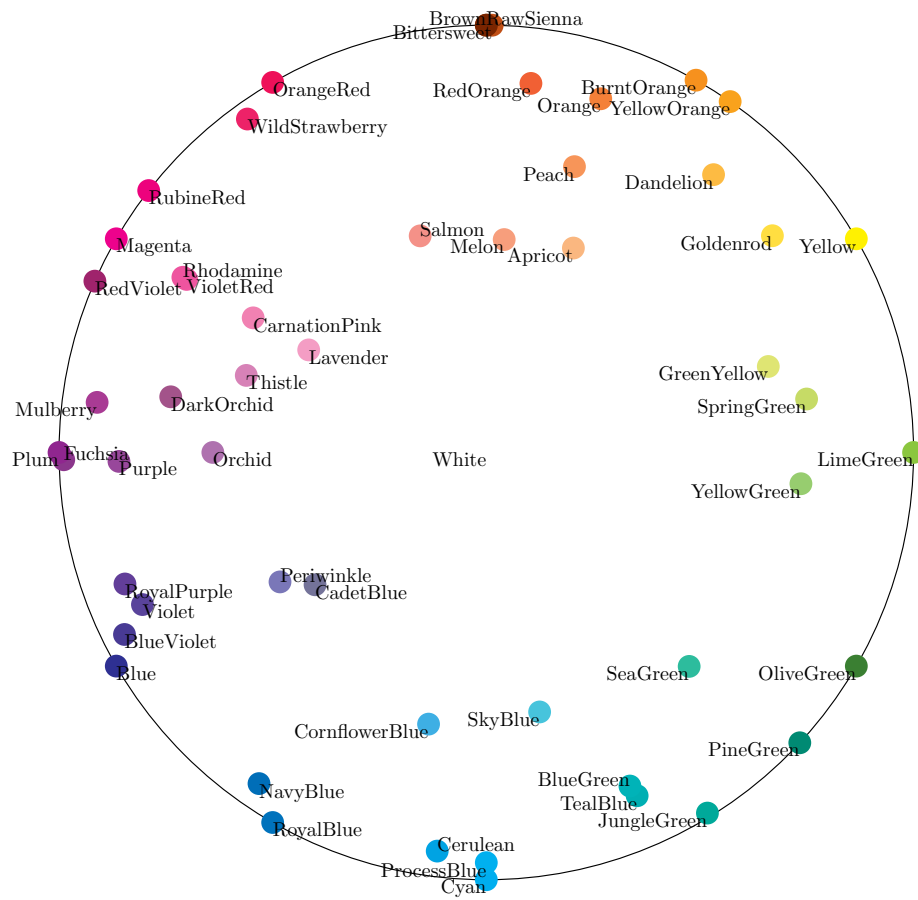 BrownRawSienna
Bittersweet
OrangeRed
RedOrange
BurntOrange
Orange
YellowOrange
WildStrawberry
Peach
Dandelion
RubineRed
Salmon
Magenta
Melon
Apricot
Goldenrod
Yellow
Rhodamine
RedViolet
VioletRed
CarnationPink
Lavender
GreenYellow
Thistle
Mulberry
DarkOrchid
SpringGreen
Plum
Fuchsia
Purple
Orchid
White
LimeGreen
YellowGreen
Periwinkle
RoyalPurple
CadetBlue
Violet
BlueViolet
Blue
SeaGreen
OliveGreen
CornflowerBlue
SkyBlue
PineGreen
NavyBlue
BlueGreen
TealBlue
RoyalBlue
JungleGreen
Cerulean
ProcessBlue
Cyan